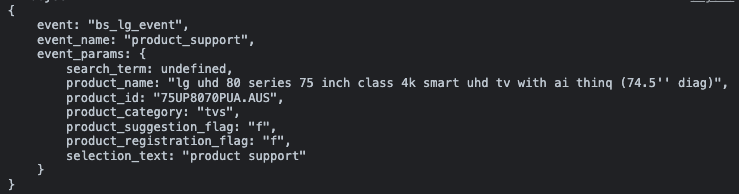 {
event: "bs_lg_event",
event_name: "product_support",
event_params: {
search_term: undefined,
product_name: "lg uhd 80 series 75 inch class 4k smart uhd tv with ai thinq (74.5'' diag)",
product_id: "75UP8070PUA.AUS",
product_category: "tvs",
product_suggestion_flag: "f",
product_registration_flag: "f",
selection_text: "product support"
}
}